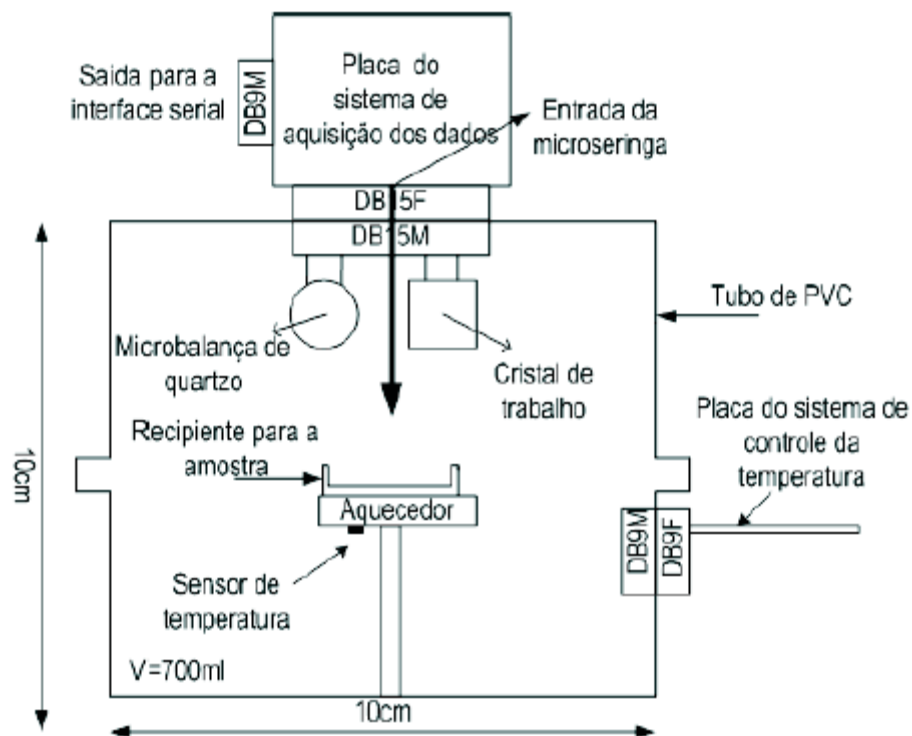 Saida para a
interface serial
DB9M
Placa do
sistema de
aquisição dos dados
Entrada da
microseringa
DB15F
DB15M
Tubo de PVC
Microbalança de
quartzo
Cristal de
trabalho
Placa do sistema de
controle da
temperatura
Recipiente para a
amostra
10cm
Aquecedor
DB9M
DB9F
Sensor de
temperatura
V=700ml
10cm